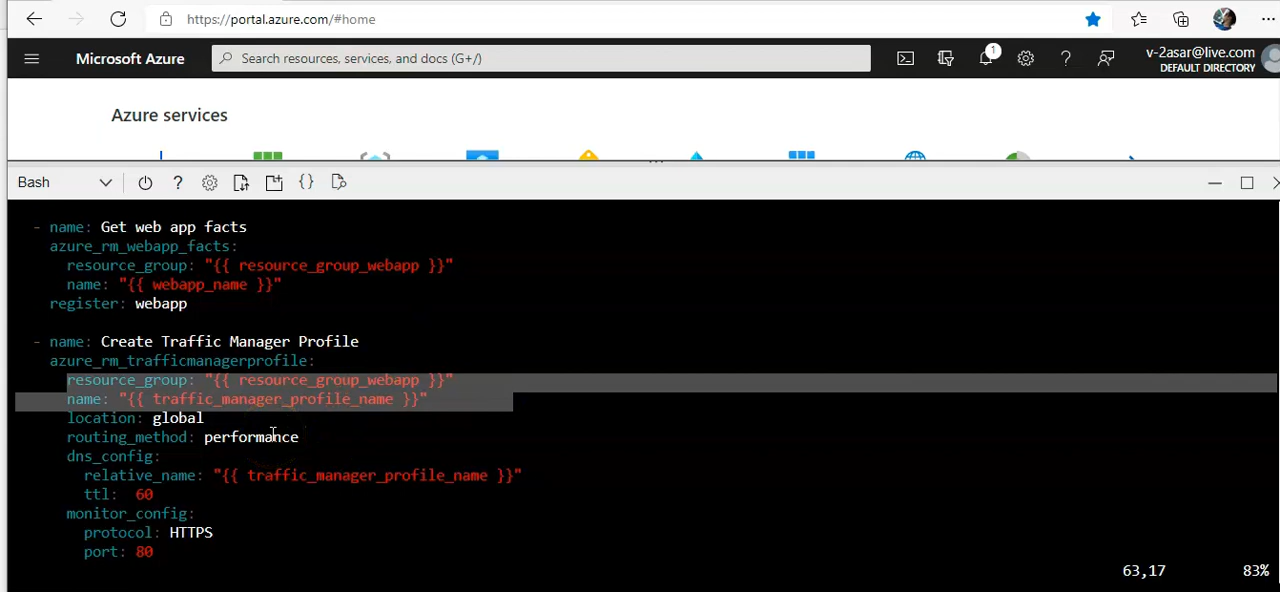 https://portal.azure.com/#home
Microsoft Azure
Search resources, services, and docs (G+/)
1
v-2asar@live.com
DEFAULT DIRECTORY
Azure services
Bash
- name: Get web app facts
azure_rm_webapp_facts:
resource_group: "{{ resource_group_webapp }}"
name: "{{ webapp_name }}"
register: webapp
- name: Create Traffic Manager Profile
azure_rm_trafficmanagerprofile:
resource_group: "{{ resource_group_webapp }}"
name: "{{ traffic_manager_profile_name }}"
location: global
routing_method: performance
dns_config:
relative_name: "{{ traffic_manager_profile_name }}"
ttl:  60
monitor_config:
protocol: HTTPS
port: 80
63,17 83%